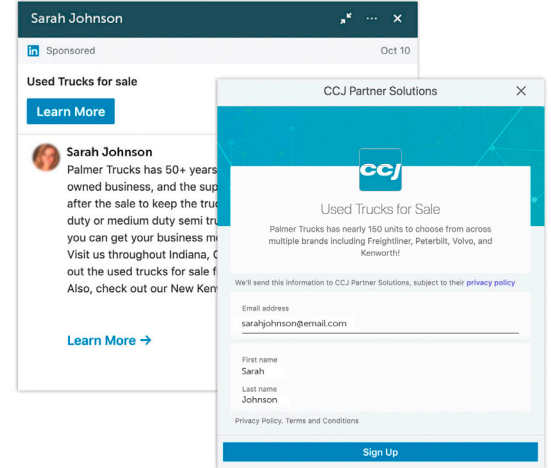 Sarah Johnson
in Sponsored
Oct 10
Used Trucks for sale
Learn More
Sarah Johnson
Palmer Trucks has 50+ years
owned business, and the sup
after the sale to keep the
duty or medium duty semi
you can get your business
Visit us throughout Indiana,
out the used trucks for sale
Also, check out our New
Learn More →
CCJ Partner Solutions
ccj
Used Trucks for Sale
Palmer Trucks has nearly 150 units to choose from across
multiple brands including Freightliner, Peterbilt, Volvo, and
Kenworth!
We'll send this information to CCJ Partner Solutions, subject to their privacy policy
Email address
sarahjohnson@email.com
First name
Sarah
Last name
Johnson
Privacy Policy. Terms and Conditions
Sign Up